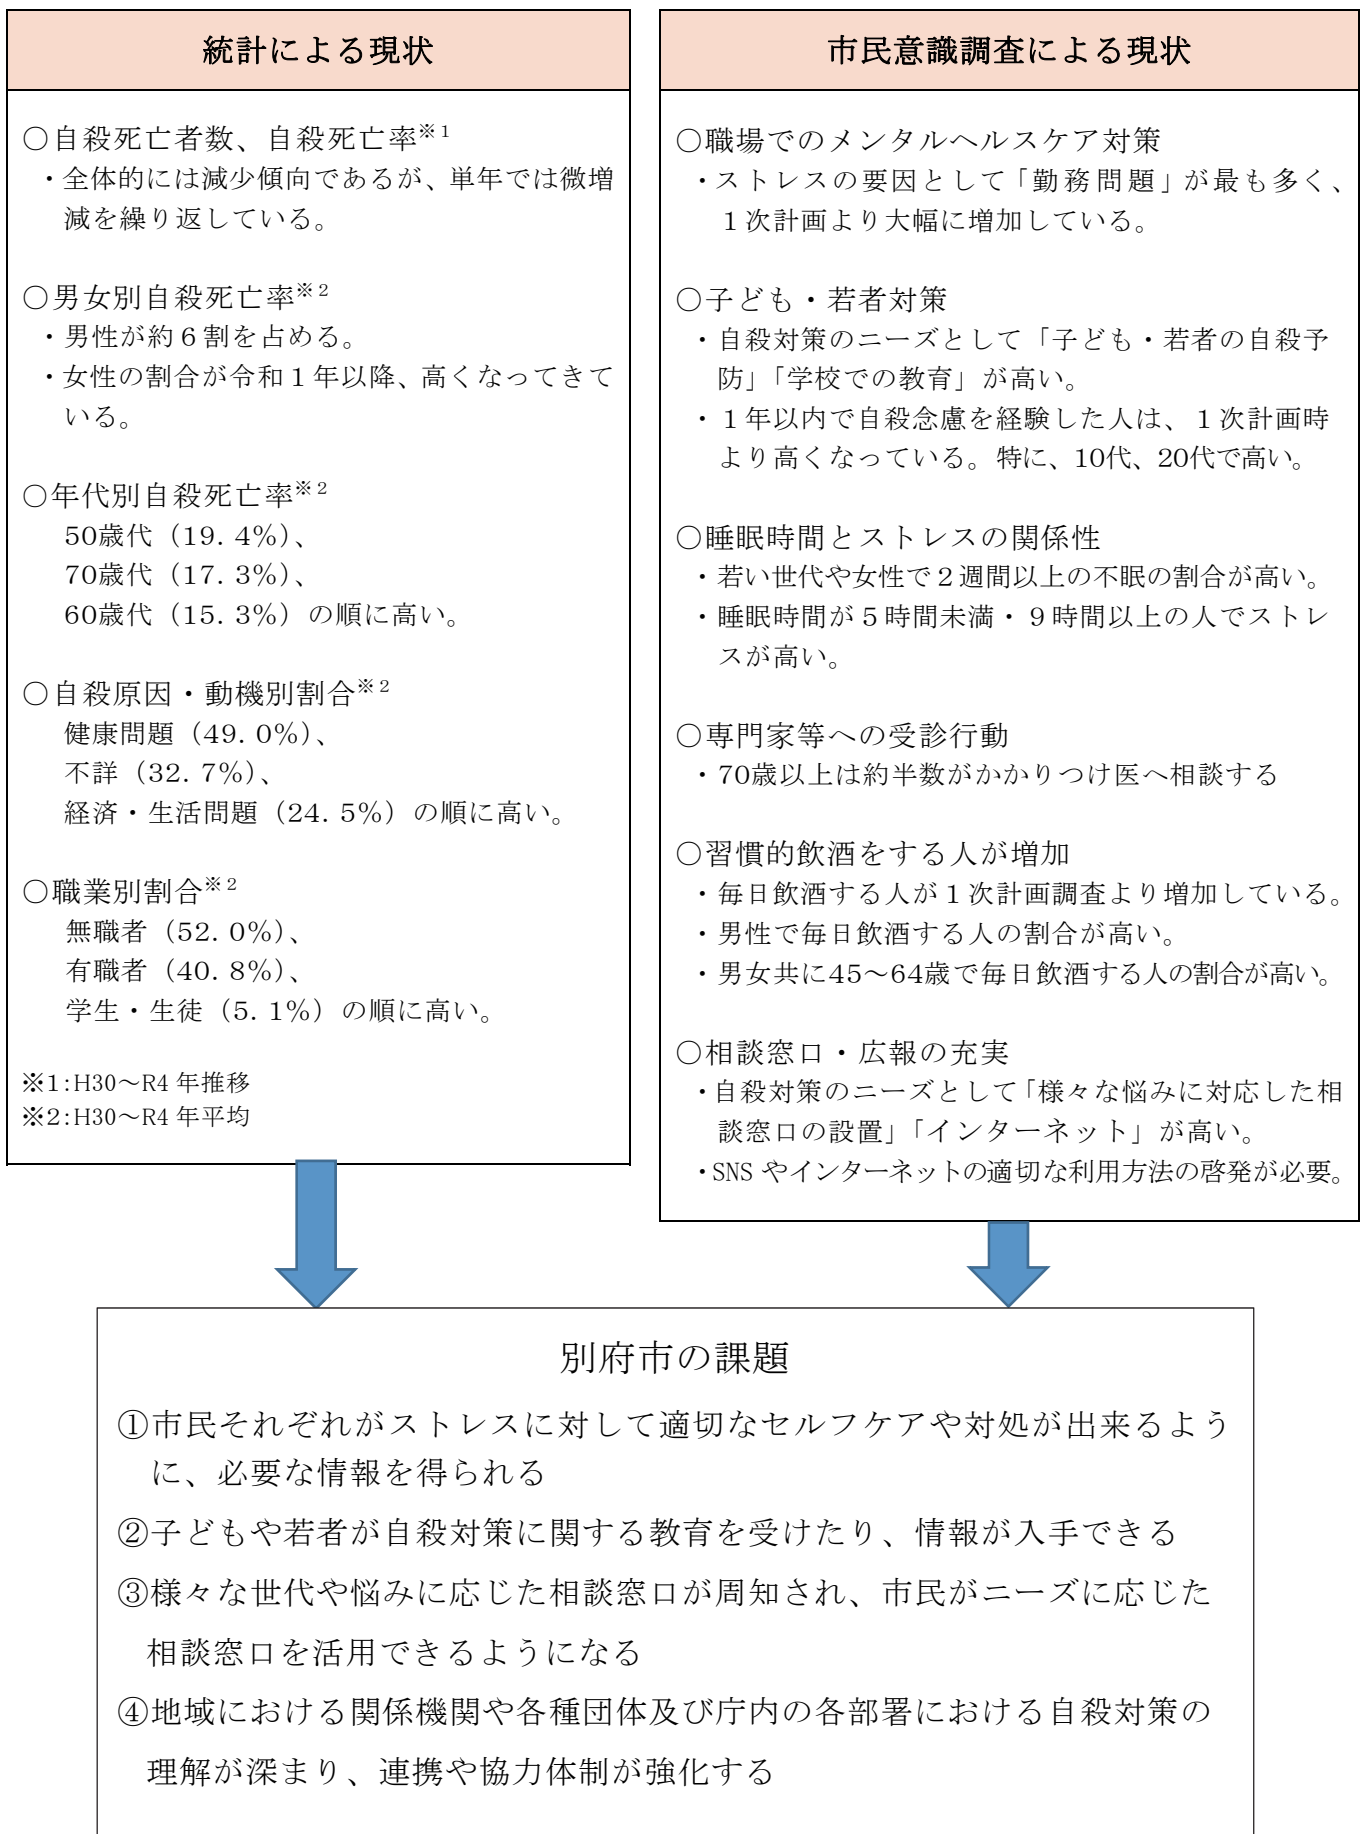 統計による現状
○自殺死亡者数、自殺死亡率※1
・全体的には減少傾向であるが、単年では微増
減を繰り返している。
○男女別自殺死亡率※2
・男性が約６割を占める。
・女性の割合が令和１年以降、高くなってきて
いる。
○年代別自殺死亡率※2
50歳代（19.4％）、
70歳代（17.3％）、
60歳代（15.3％）の順に高い。
○自殺原因・動機別割合※2
健康問題（49.0％）、
不詳（32.7％）、
経済・生活問題（24.5％）の順に高い。
○職業別割合※2
無職者（52.0％）、
有職者（40.8％）、
学生・生徒（5.1％）の順に高い。
※1:H30～R4 年推移
※2:H30～R4 年平均
市民意識調査による現状
○職場でのメンタルヘルスケア対策
・ストレスの要因として「勤務問題」が最も多く、
１次計画より大幅に増加している。
○子ども・若者対策
・自殺対策のニーズとして「子ども・若者の自殺予
防」「学校での教育」が高い。
・１年以内で自殺念慮を経験した人は、１次計画時
より高くなっている。特に、10代、20代で高い。
○睡眠時間とストレスの関係性
・若い世代や女性で２週間以上の不眠の割合が高い。
・睡眠時間が５時間未満・９時間以上の人でストレ
スが高い。
○専門家等への受診行動
・70歳以上は約半数がかかりつけ医へ相談する
○習慣的飲酒をする人が増加
・毎日飲酒する人が１次計画調査より増加している。
・男性で毎日飲酒する人の割合が高い。
・男女共に45～64歳で毎日飲酒する人の割合が高い。
○相談窓口・広報の充実
・自殺対策のニーズとして「様々な悩みに対応した相
談窓口の設置」「インターネット」が高い。
・SNS やインターネットの適切な利用方法の啓発が必要。
別府市の課題
①市民それぞれがストレスに対して適切なセルフケアや対処が出来るよう
に、必要な情報を得られる
②子どもや若者が自殺対策に関する教育を受けたり、情報が入手できる
③様々な世代や悩みに応じた相談窓口が周知され、市民がニーズに応じた
相談窓口を活用できるようになる
④地域における関係機関や各種団体及び庁内の各部署における自殺対策の
理解が深まり、連携や協力体制が強化する